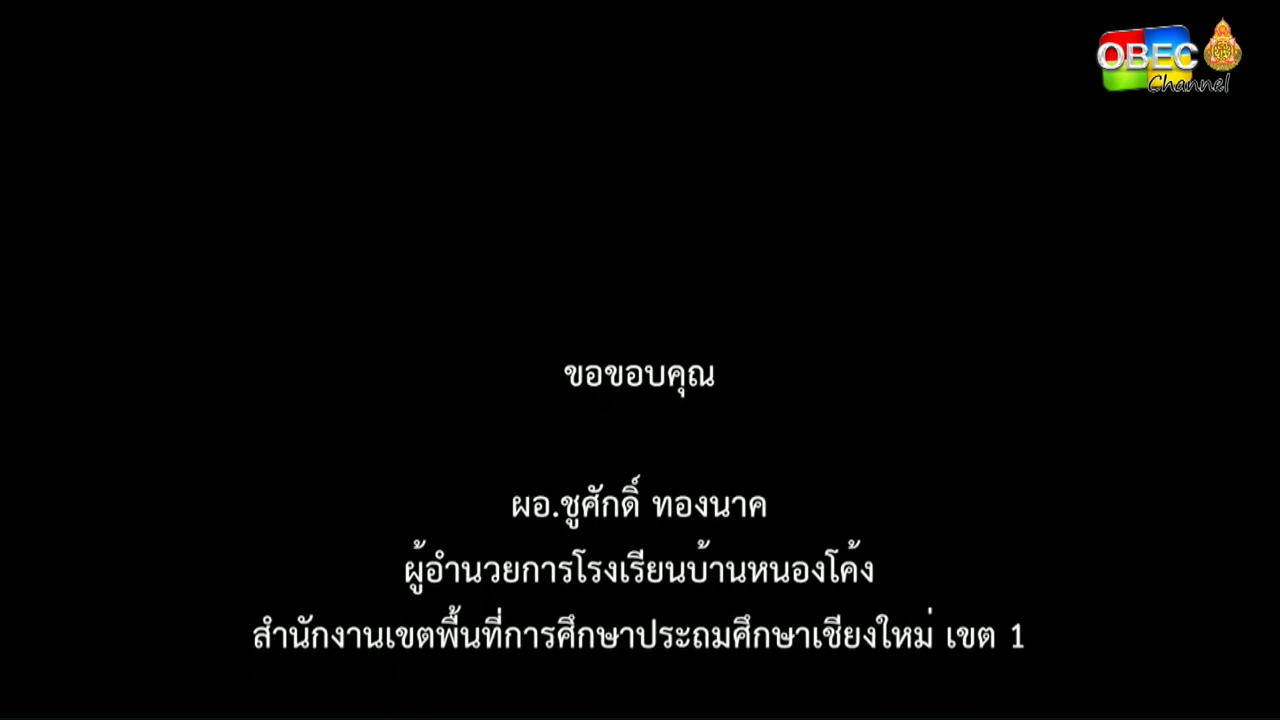 OBEC
Channel
ขอขอบคุณ
ผอ.ชูศักดิ์ ทองนาค
ผู้อำนวยการโรงเรียนบ้านหนองโค้ง
สำนักงานเขตพื้นที่การศึกษาประถมศึกษาเชียงใหม่ เขต 1